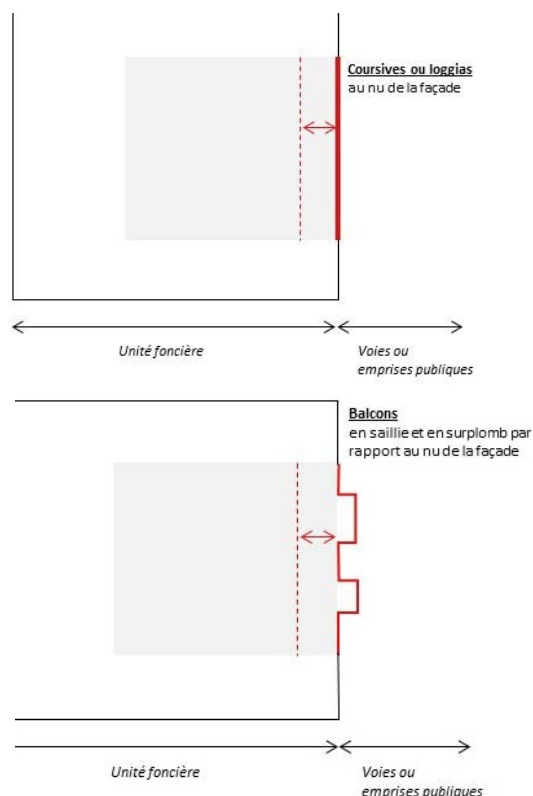 Coursives ou loggias
au nu de la façade
Unité foncière
Voies ou
emprises publiques
Balcons
en saillie et en surplomb par
rapport au nu de la façade
Unité foncière
Voies ou
emprises publiques